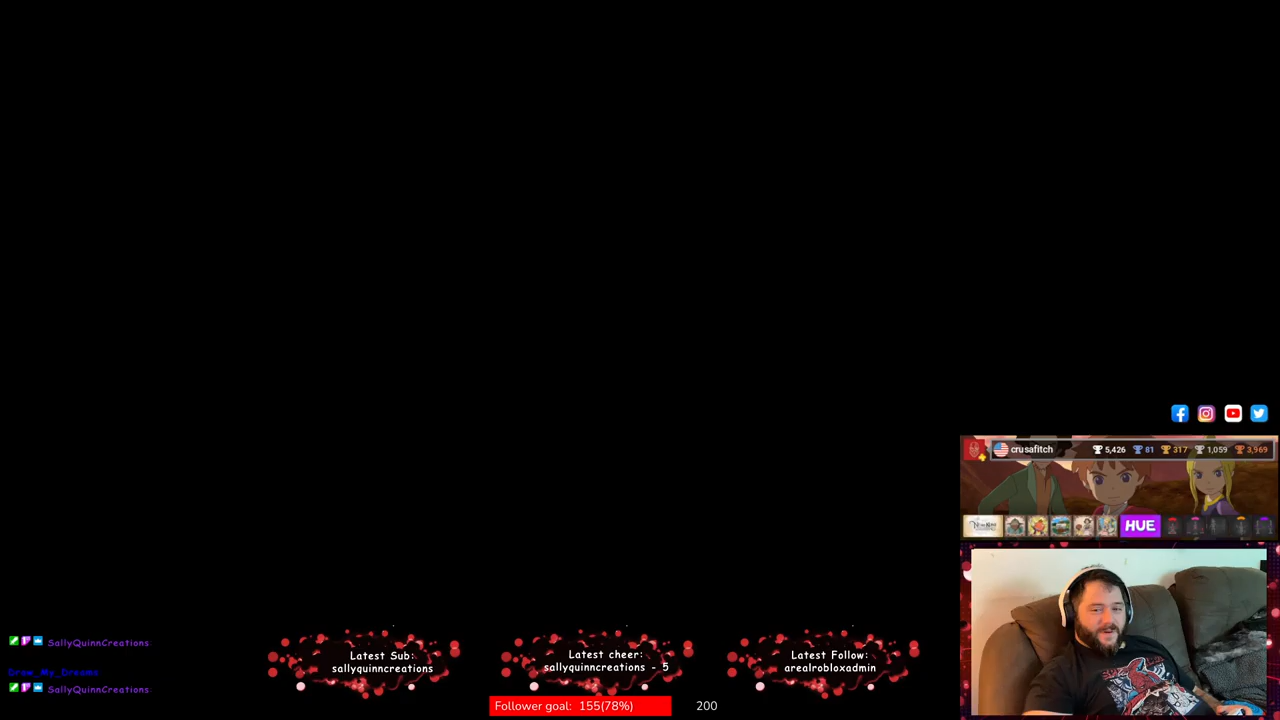 crusafitch 5,426 81 317 1,059 3,969
HUE
SallyQuinnCreations
Draw_My_Dreams
SallyQuinnCreations
Latest Sub:
sallyquinncreations
Latest cheer:
sallyquinncreations - 5
Latest Follow:
arealrobloxadmin
Follower goal: 155(78%) 200